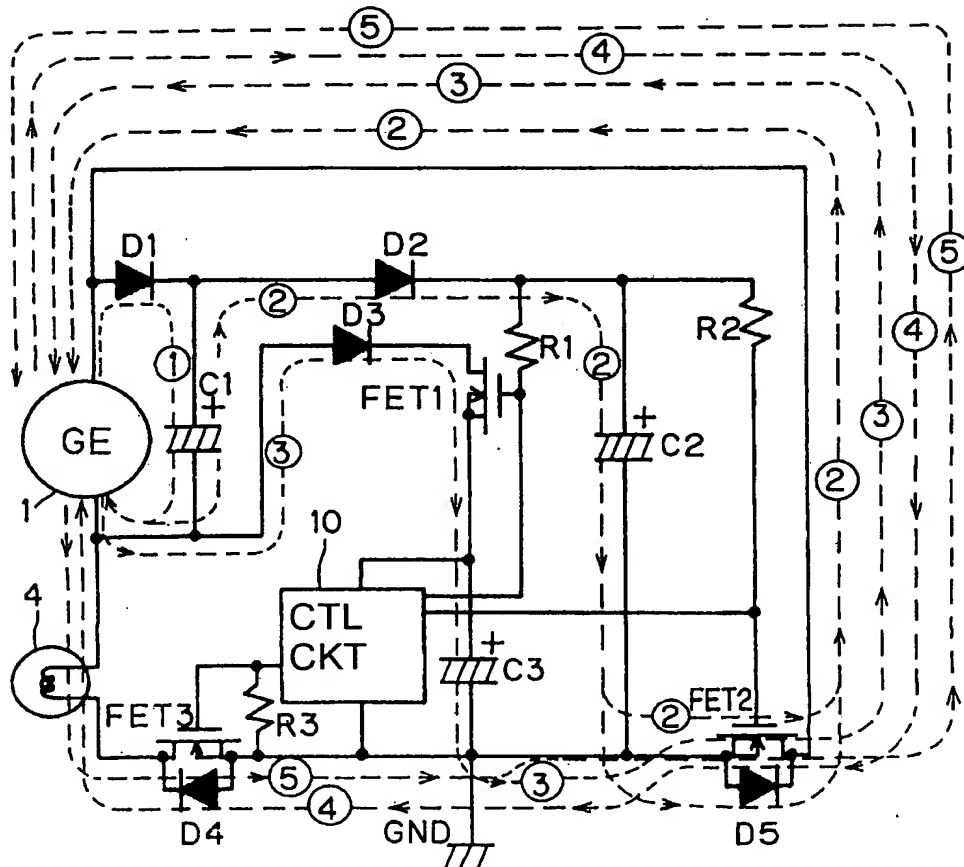 ⑤
④
③
②
D1
D2
②
D3
R1
R2
⑤
①
C1
+
FET1
②
④
GE
③
+
C2
③
②
1
10
4
CTL
CKT
+
C3
FET3
R3
②
FET2
⑤
③
④
D4
GND
D5